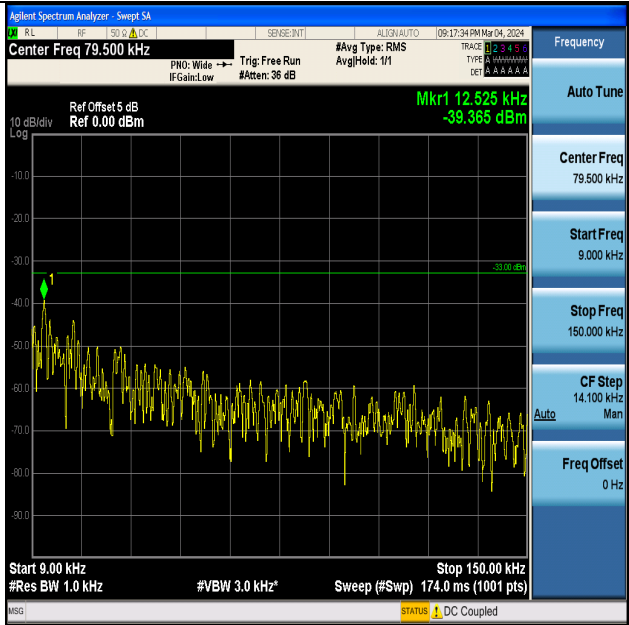 Agilent Spectrum Analyzer - Swept SA
RL RF 50 Ω DC SENSE:INT ALIGN AUTO 09:17:34 PM Mar 04, 2024
Center Freq 79.500 kHz
PNO: Wide
IFGain:Low
Trig: Free Run
#Atten: 36 dB
#Avg Type: RMS
Avg|Hold: 1/1
TRACE 1 2 3 4 5 6
TYPE A
DET A A A A A A
Ref Offset 5 dB
Ref 0.00 dBm
10 dB/div
Log
Mkr1 12.525 kHz
-39.365 dBm
-10.0
-20.0
-30.0
-33.00 dBm
1
-40.0
-50.0
-60.0
-70.0
-80.0
-90.0
Start 9.00 kHz
Stop 150.00 kHz
#Res BW 1.0 kHz
#VBW 3.0 kHz*
Sweep (#Swp) 174.0 ms (1001 pts)
MSG
STATUS
DC Coupled
Frequency
Auto Tune
Center Freq
79.500 kHz
Start Freq
9.000 kHz
Stop Freq
150.000 kHz
CF Step
14.100 kHz
Auto Man
Freq Offset
0 Hz